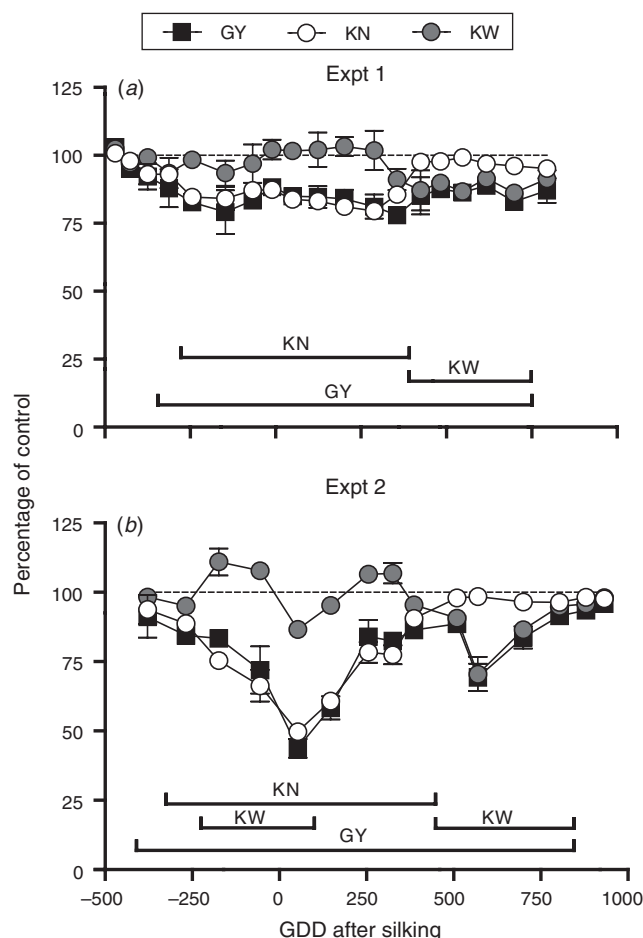 GY KN KW
Expt 1
(a)
125
100
75
50
25
0
KN
KW
GY
Percentage of control
Expt 2
(b)
125
100
75
50
25
0
KN
KW KW
GY
–500 –250 0 250 500 750 1000
GDD after silking